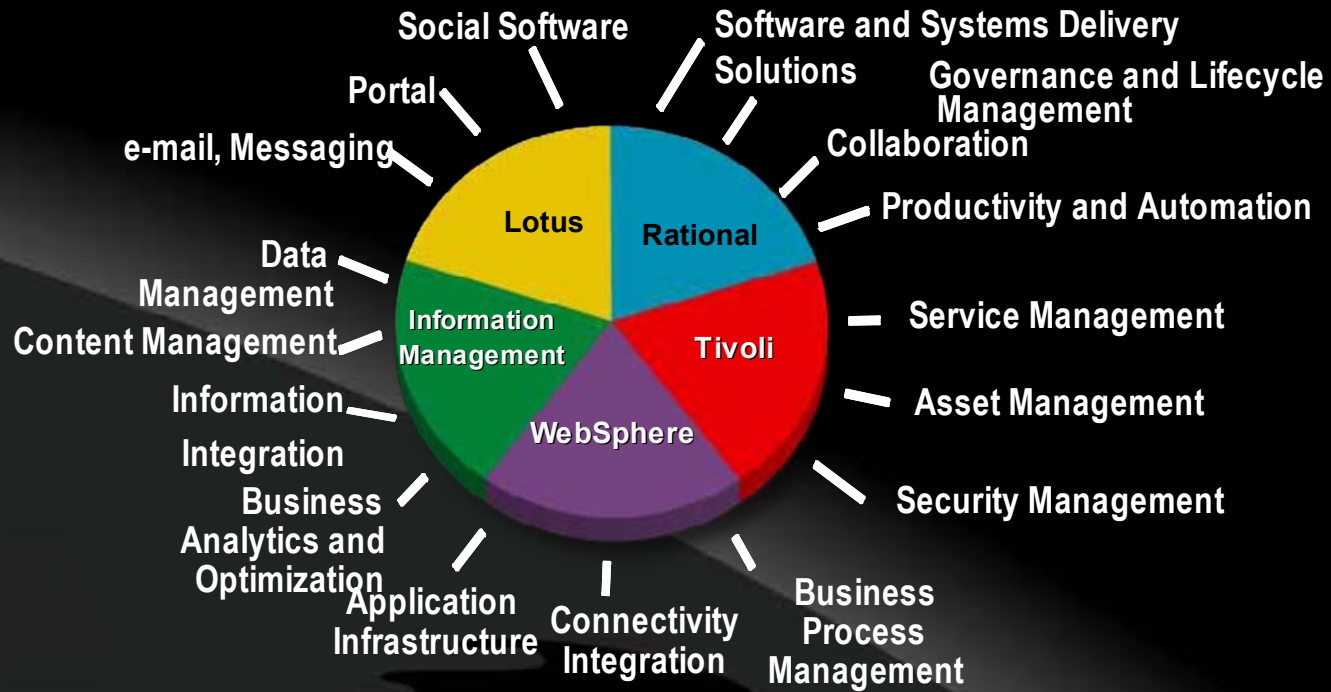 Social Software
Portal
e-mail, Messaging
Software and Systems Delivery
Solutions
Governance and Lifecycle
Management
Collaboration
Productivity and Automation
Lotus
Rational
Data
Management
Content Management
Information
Integration
Business
Analytics and
Optimization
Information
Management
Tivoli
WebSphere
Service Management
Asset Management
Security Management
Application
Infrastructure
Connectivity
Integration
Business
Process
Management